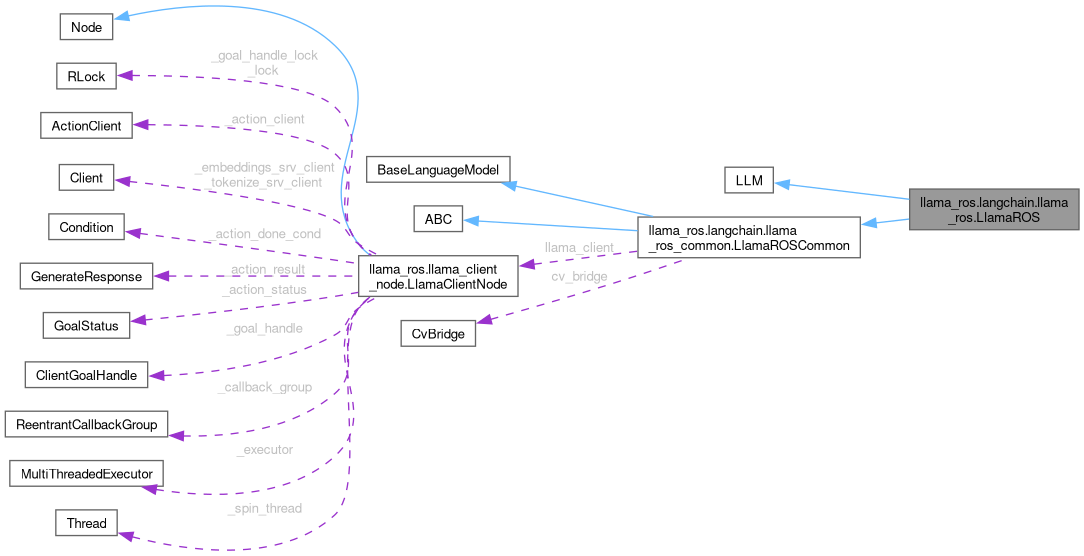 Node
RLock
ActionClient
Client
Condition
GenerateResponse
GoalStatus
ClientGoalHandle
ReentrantCallbackGroup
MultiThreadedExecutor
Thread
_goal_handle_lock
_lock
_action_client
_embeddings_srv_client
_tokenize_srv_client
action_done_cond
action_result
_action_status
_goal_handle
_callback_group
_executor
_spin_thread
BaseLanguageModel
ABC
llama_ros.llama_client
_node.LlamaClientNode
CvBridge
llama_client
cv_bridge
LLM
llama_ros.langchain.llama
_ros_common.LlamaROSCommon
llama_ros.langchain.llama
_ros.LlamaROS